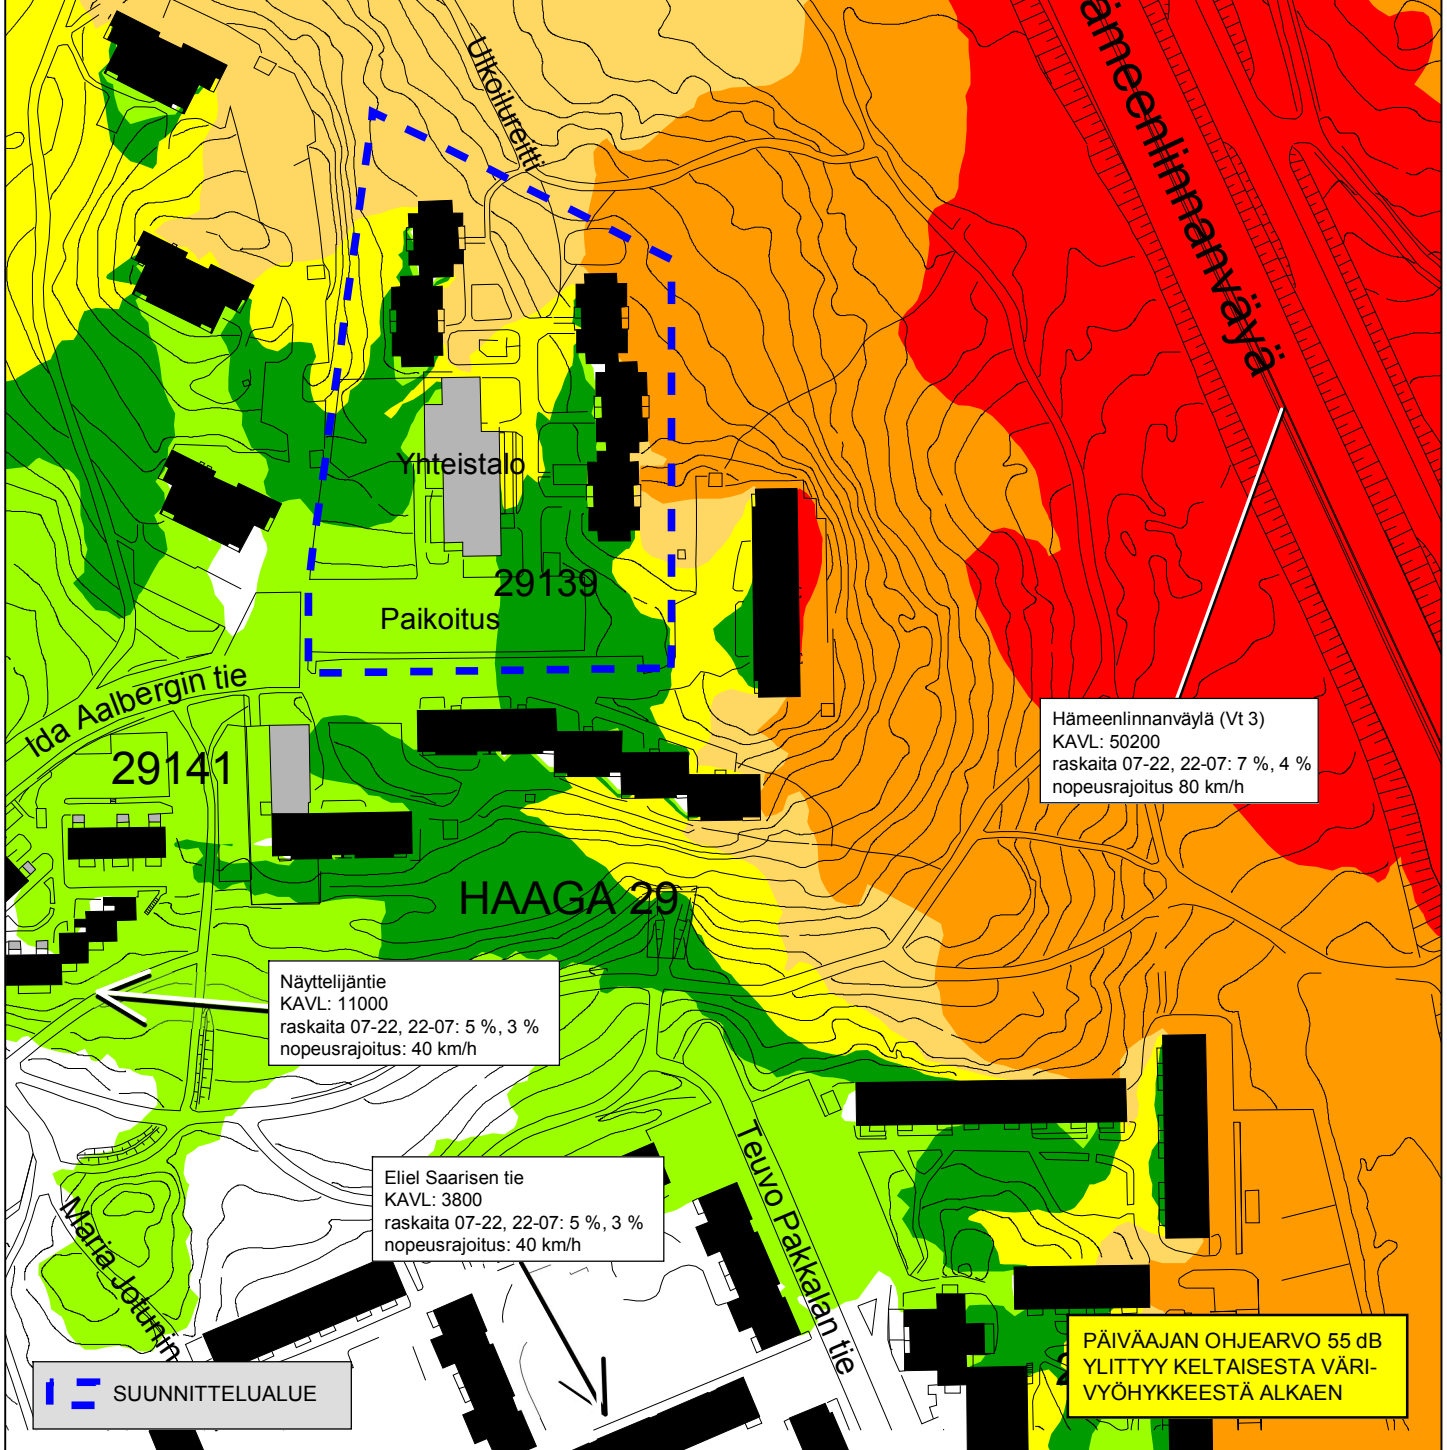 Ulkoilureitti
ämeenlinnanväyä
Yhteistalo
29139
Paikoitus
Ida Aalbergin tie
29141
Hämeenlinnanväylä (Vt 3)
KAVL: 50200
raskaita 07-22, 22-07: 7 %, 4 %
nopeusrajoitus 80 km/h
HAAGA 29
Näyttelijäntie
KAVL: 11000
raskaita 07-22, 22-07: 5 %, 3 %
nopeusrajoitus: 40 km/h
Eliel Saarisen tie
KAVL: 3800
raskaita 07-22, 22-07: 5 %, 3 %
nopeusrajoitus: 40 km/h
Teuvo Pakkalan tie
Maria Jotunin
SUUNNITTELUALUE
PÄIVÄAJAN OHJEARVO 55 dB
YLITTYY KELTAISESTA VÄRI-
VYÖHYKKEESTÄ ALKAEN